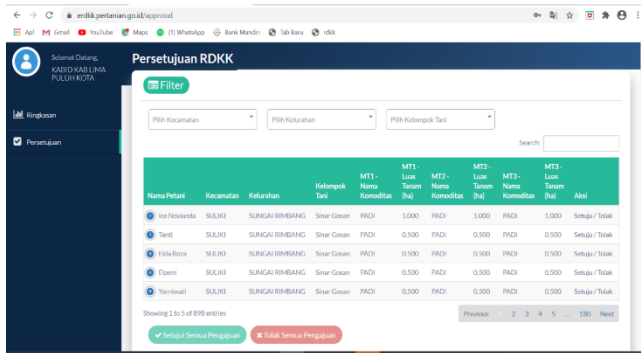 erdkk.pertanian.go.id/approval
Apl Gmail YouTube Maps (1) WhatsApp Bank Mandiri Tab Baru rdkk
Selamat Datang,
KABID KAB LIMA
PULUH KOTA
Persetujuan RDKK
Filter
Pilih Kecamatan Pilih Kelurahan Pilih Kelompok Tani
Ringkasan
Persetujuan
Search:
Nama Petani Kecamatan Kelurahan Kelompok Tani MT1 - Nama Komoditas MT1 - Luas Tanam (ha) MT2 - Nama Komoditas MT2 - Luas Tanam (ha) MT3 - Nama Komoditas MT3 - Luas Tanam (ha) Aksi
Ice Novianda SULIKI SUNGAI RIMBANG Sinar Gosan PADI 1.000 PADI 1.000 PADI 1.000 Setuju / Tolak
Tanti SULIKI SUNGAI RIMBANG Sinar Gosan PADI 0.500 PADI 0.500 PADI 0.500 Setuju / Tolak
Elda Roza SULIKI SUNGAI RIMBANG Sinar Gosan PADI 0.500 PADI 0.500 PADI 0.500 Setuju / Tolak
Elpeni SULIKI SUNGAI RIMBANG Sinar Gosan PADI 0.500 PADI 0.500 PADI 0.500 Setuju / Tolak
Yarniwati SULIKI SUNGAI RIMBANG Sinar Gosan PADI 0.500 PADI 0.500 PADI 0.500 Setuju / Tolak
Showing 1 to 5 of 898 entries
Previous 1 2 3 4 5 ... 180 Next
Setujui Semua Pengajuan Tolak Semua Pengajuan